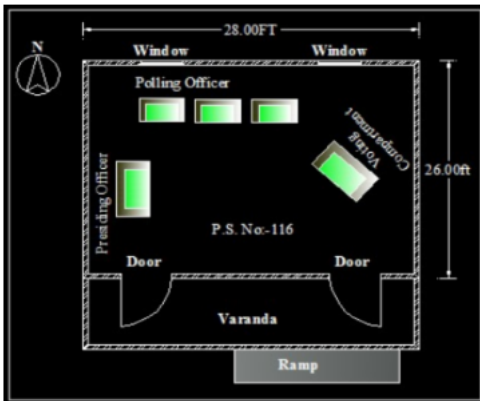 28.00FT
N
Window
Window
Polling Officer
Voting
Compartment
26.00ft
Presiding Officer
P.S. No:-116
Door
Door
Varanda
Ramp